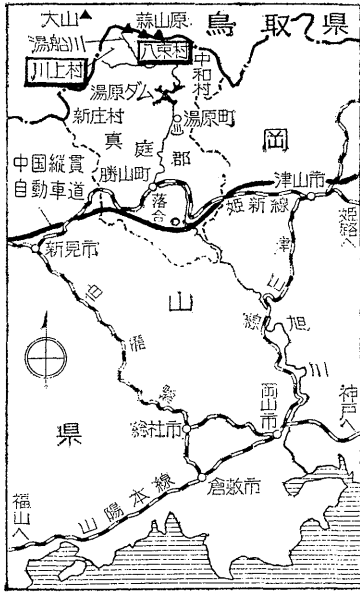 大山
蒜山原
鳥取県
湯船川
八束村
川上村
中和村
湯原ダム
湯原町
新庄村
真庭郡
岡山県
中国縦貫
自動車道
勝山町
落合
津山市
姫新線
姫路へ
新見市
津山線
伯備線
旭川
総社市
岡山市
神戸へ
倉敷市
山陽本線
福山へ